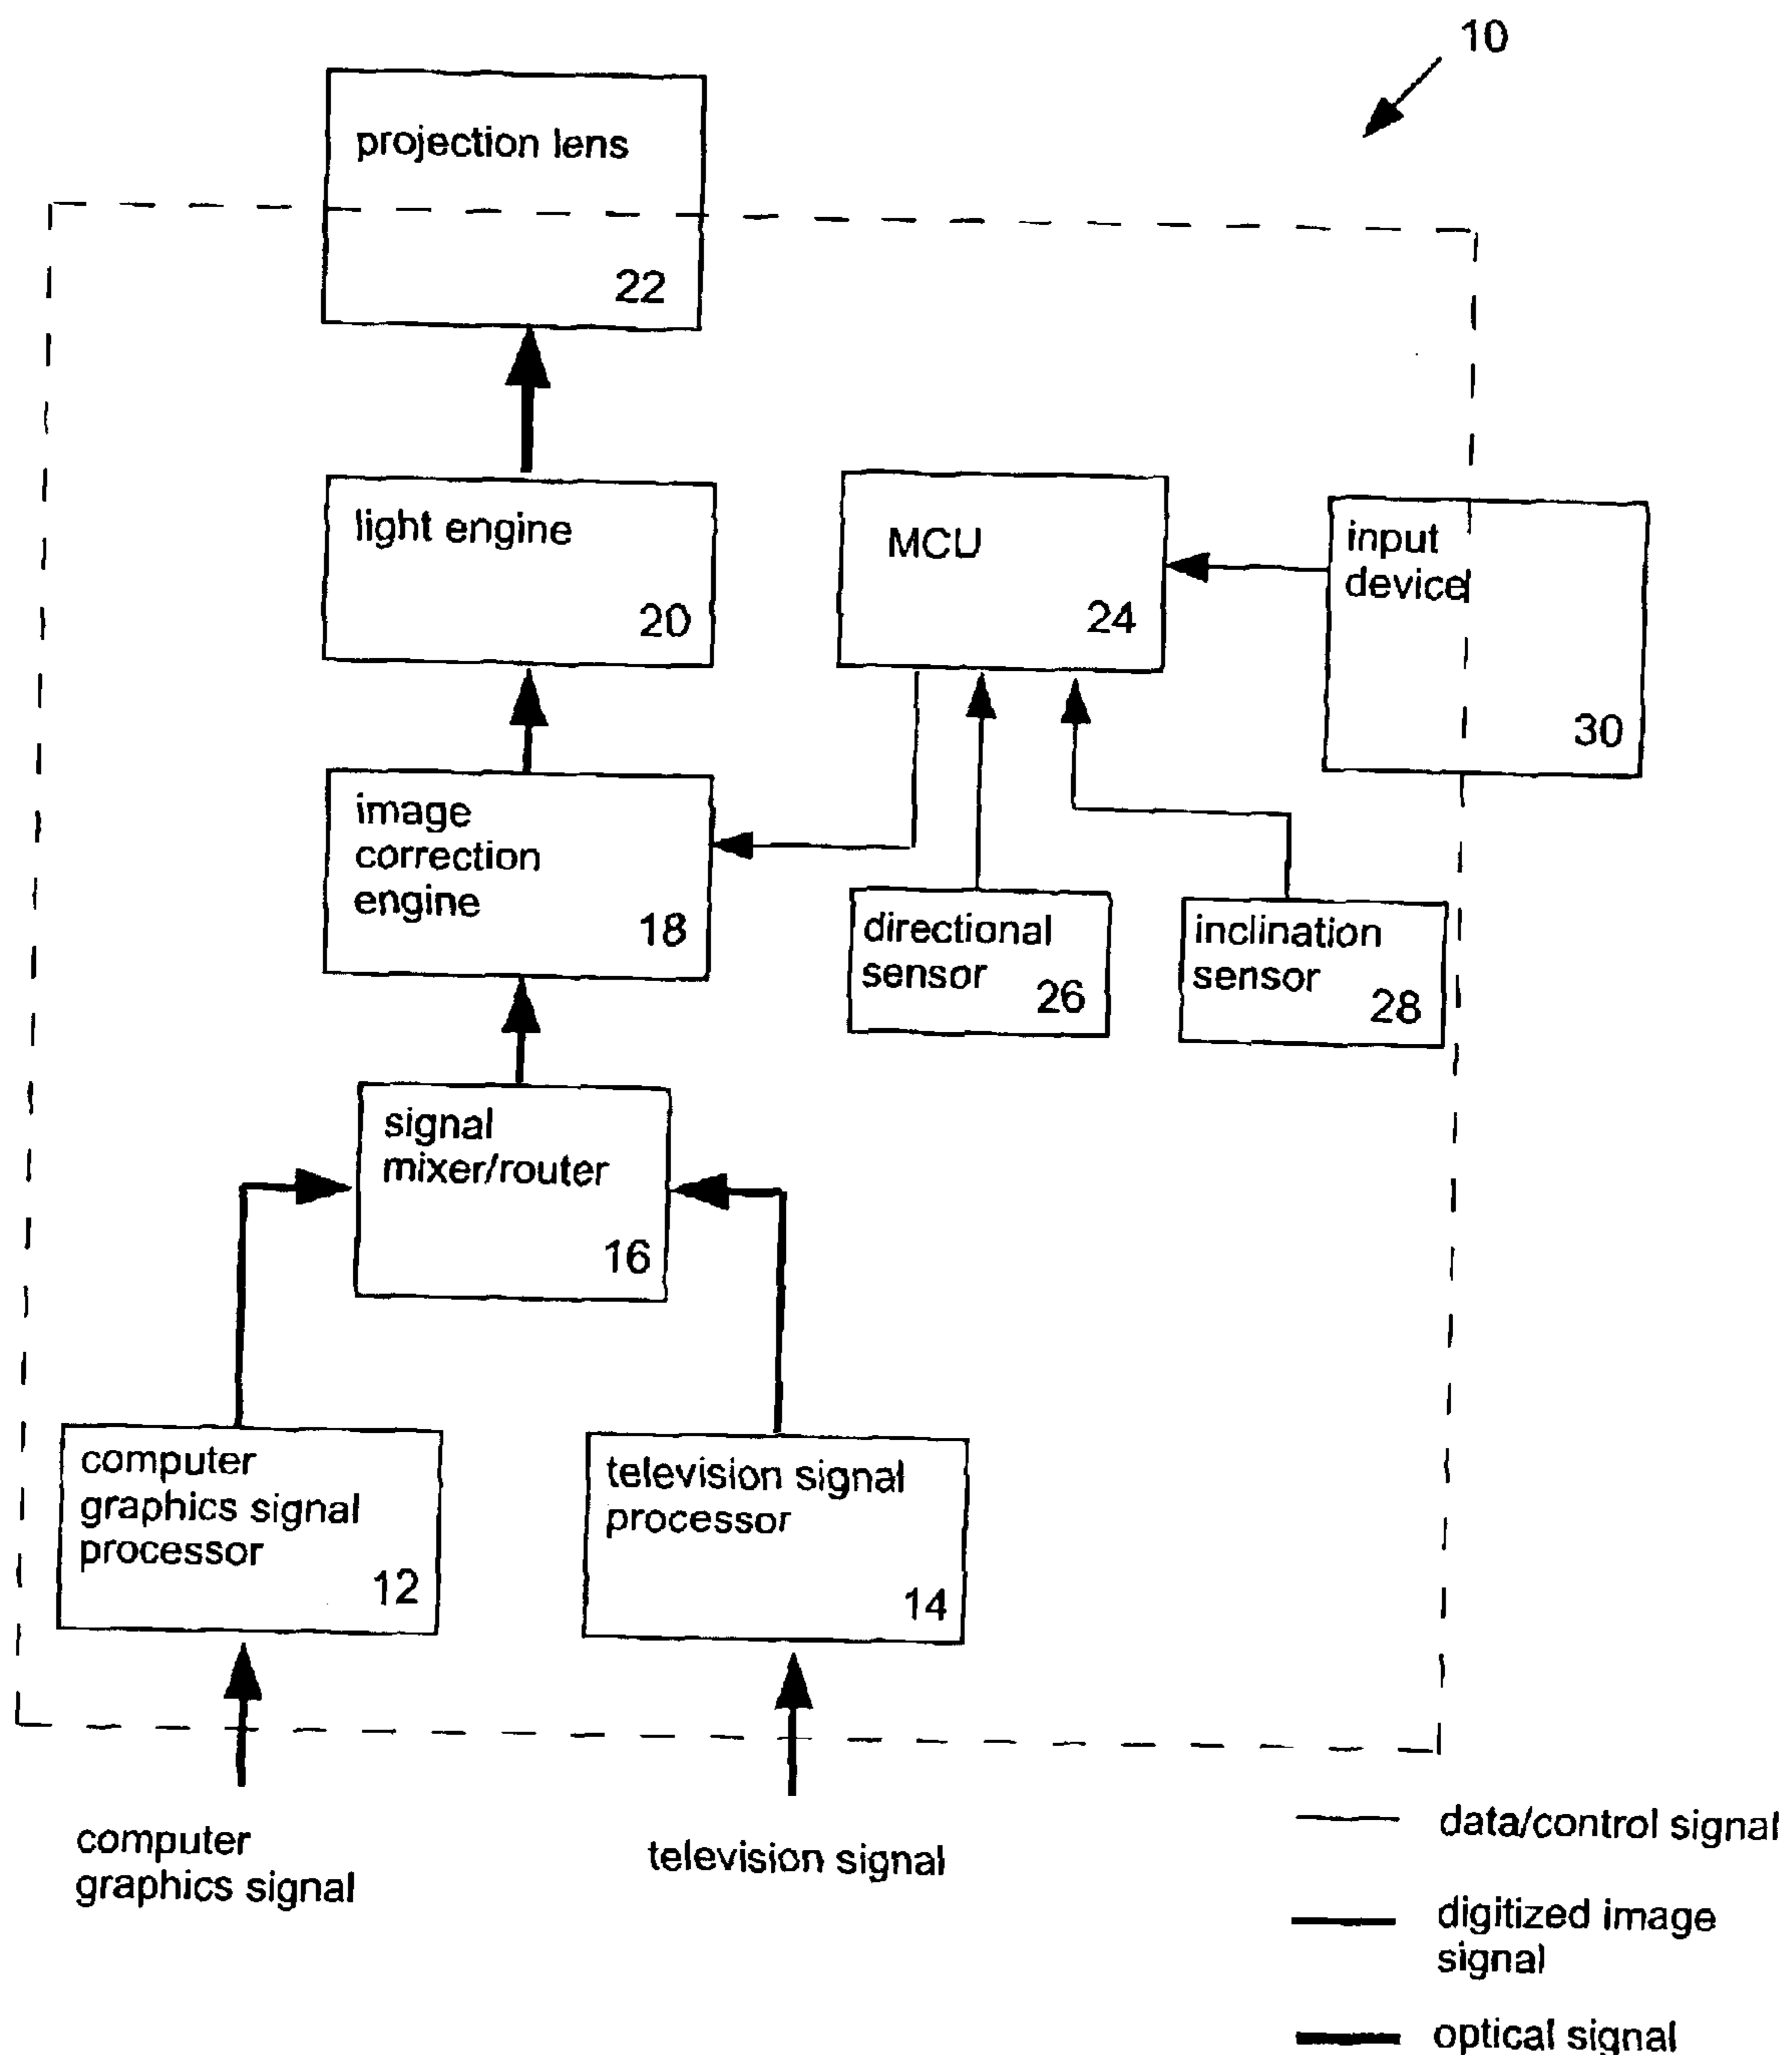 10
projection lens
22
light engine
20
MCU
24
input
device
30
image
correction
engine
18
directional
sensor
26
inclination
sensor
28
signal
mixer/router
16
computer
graphics signal
processor
12
television signal
processor
14
computer
graphics signal
television signal
data/control signal
digitized image
signal
optical signal